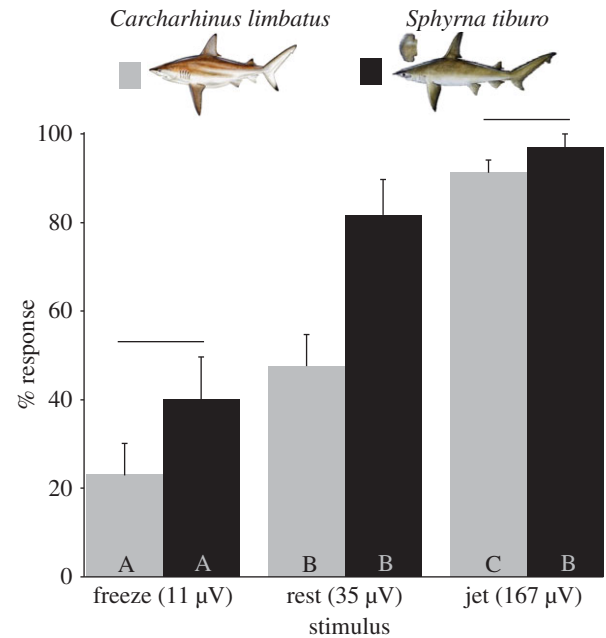 Carcharhinus limbatus Sphyrna tiburo
100
80
60
40
20
0
% response
A A B B C B
freeze (11 µV) rest (35 µV) jet (167 µV)
stimulus